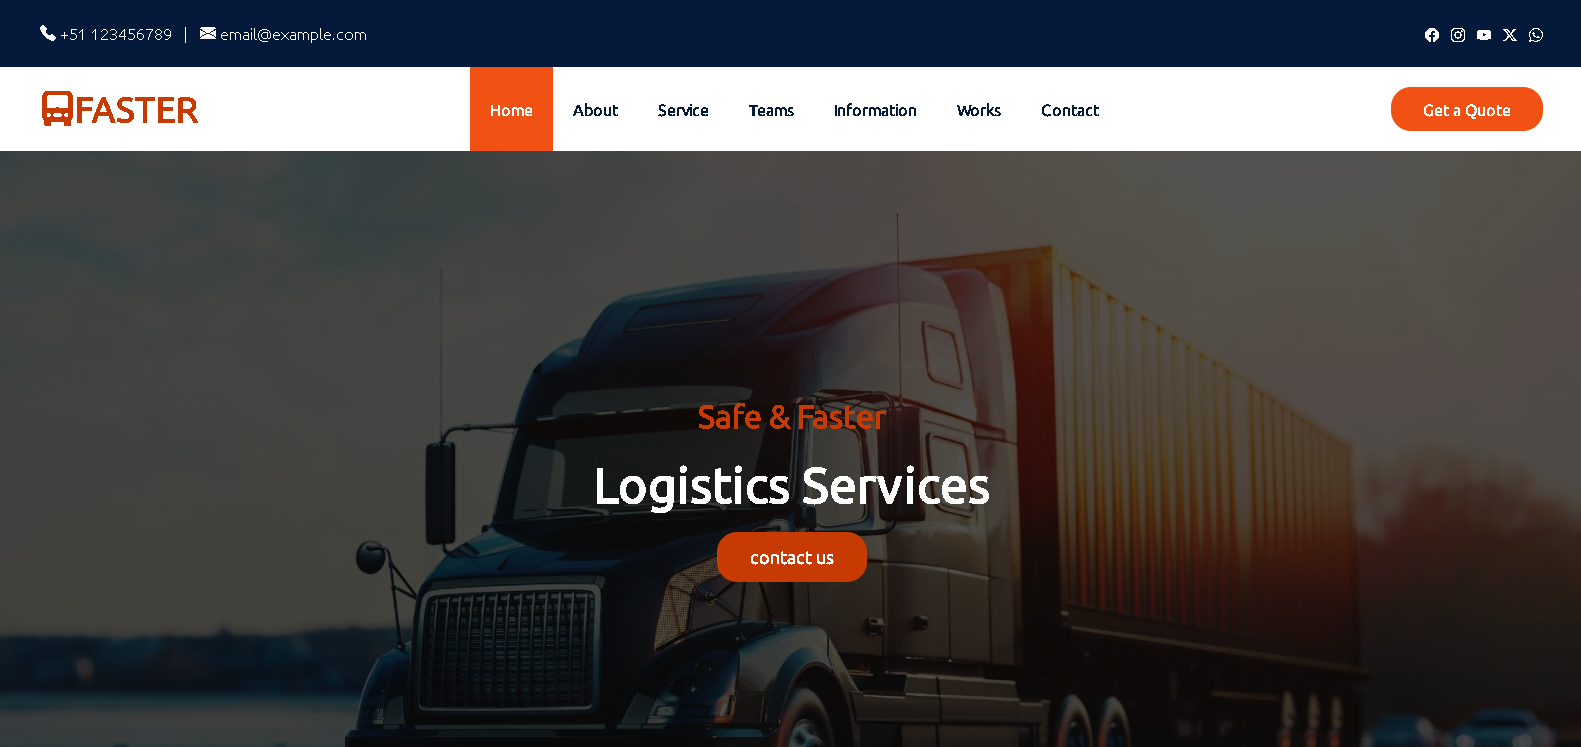 +51 123456789 | email@example.com
FASTER
Home About Service Teams Information Works Contact
Get a Quote
Safe & Faster
Logistics Services
contact us